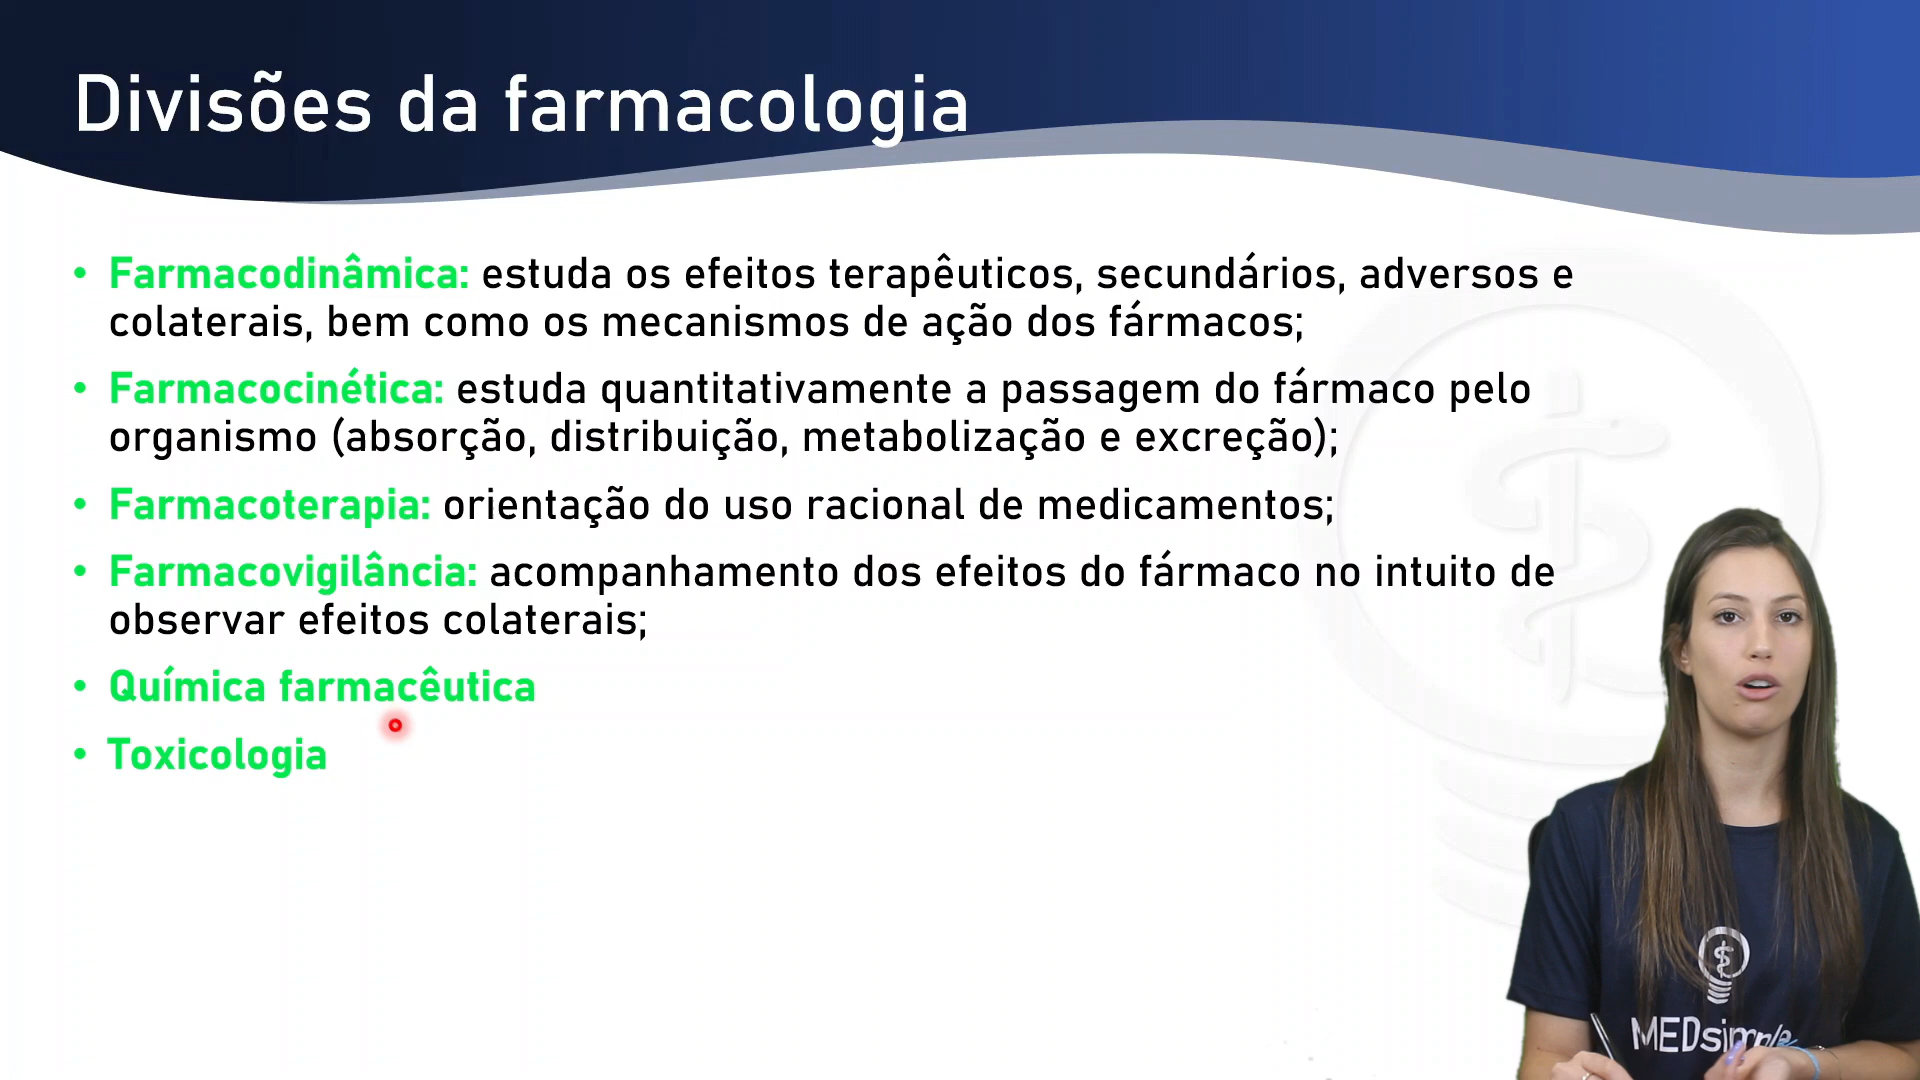 Divisões da farmacologia
• Farmacodinâmica: estuda os efeitos terapêuticos, secundários, adversos e
colaterais, bem como os mecanismos de ação dos fármacos;
• Farmacocinética: estuda quantitativamente a passagem do fármaco pelo
organismo (absorção, distribuição, metabolização e excreção);
• Farmacoterapia: orientação do uso racional de medicamentos;
• Farmacovigilância: acompanhamento dos efeitos do fármaco no intuito de
observar efeitos colaterais;
• Química farmacêutica
• Toxicologia
MEDsimple